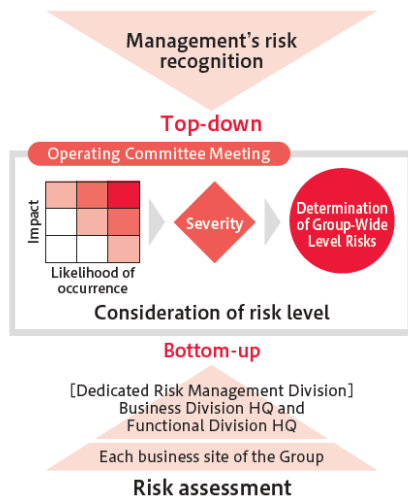 Management's risk
recognition
Top-down
Operating Committee Meeting
Impact
Likelihood of
occurrence
Severity
Determination
of Group-Wide
Level Risks
Consideration of risk level
Bottom-up
[Dedicated Risk Management Division]
Business Division HQ and
Functional Division HQ
Each business site of the Group
Risk assessment